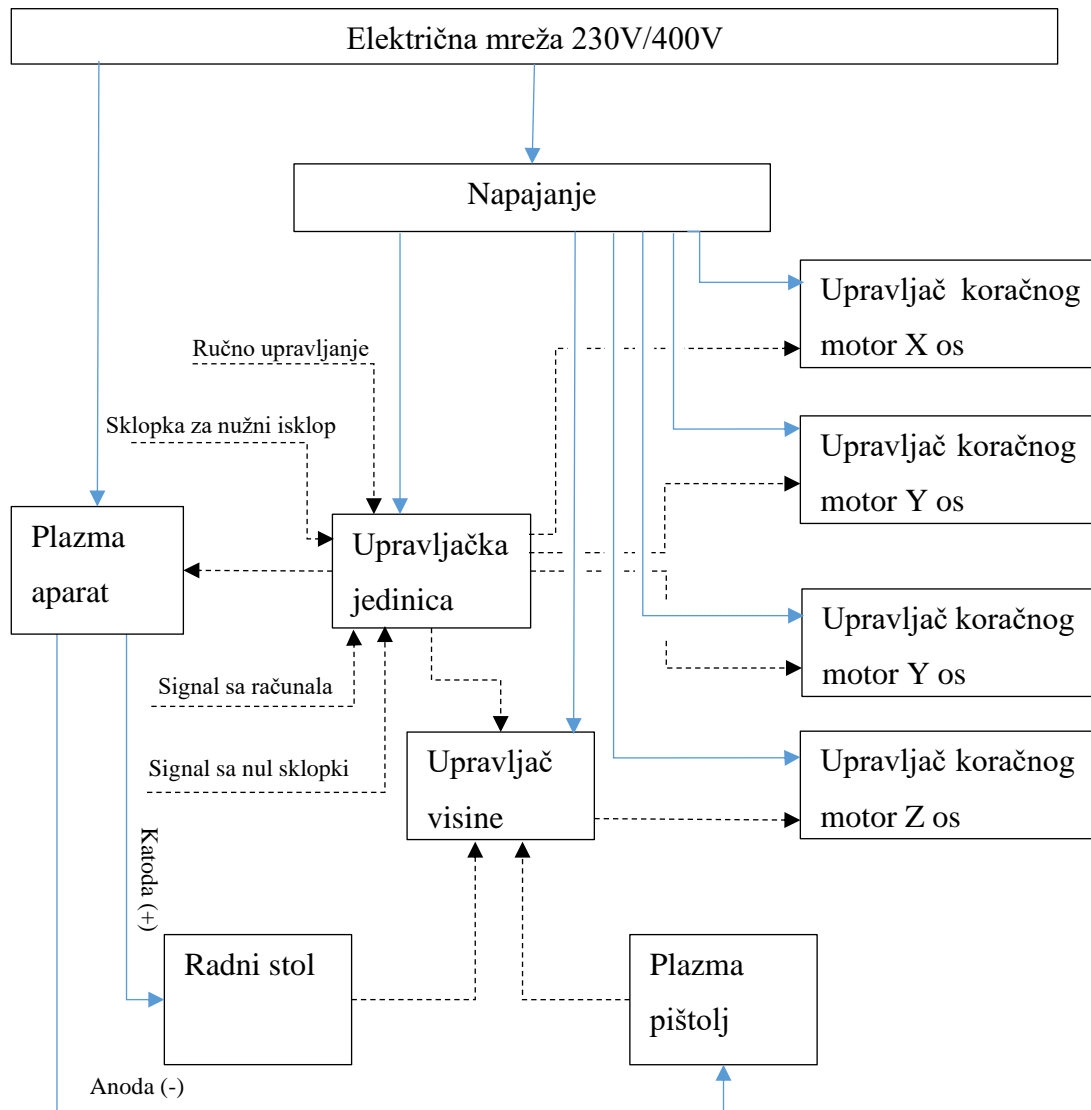 Električna mreža 230V/400V
Napajanje
Upravljač koračnog
motor X os
Ručno upravljanje
Sklopka za nužni isklop
Upravljač koračnog
motor Y os
Plazma
aparat
Upravljačka
jedinica
Upravljač koračnog
motor Y os
Signal sa računala
Signal sa nul sklopki
Upravljač
visine
Upravljač koračnog
motor Z os
Katoda (+)
Radni stol
Plazma
pištolj
Anoda (-)